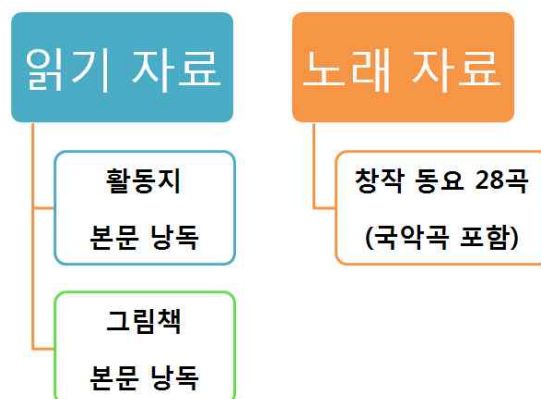 읽기 자료
활동지
본문 낭독
그림책
본문 낭독
노래 자료
창작 동요 28곡
(국악곡 포함)